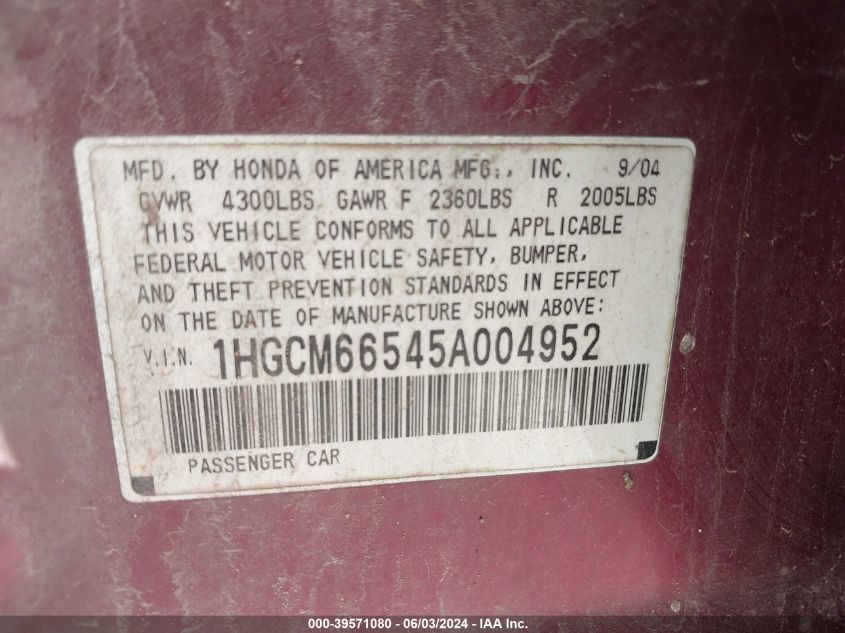 MFD. BY HONDA OF AMERICA MFG., INC. 9/04
GVWR 4300LBS GAWR F 2360LBS R 2005LBS
THIS VEHICLE CONFORMS TO ALL APPLICABLE
FEDERAL MOTOR VEHICLE SAFETY, BUMPER,
AND THEFT PREVENTION STANDARDS IN EFFECT
ON THE DATE OF MANUFACTURE SHOWN ABOVE:
V.I.N. 1HGCM66545A004952
PASSENGER CAR
000-39571080 - 06/03/2024 - IAA Inc.